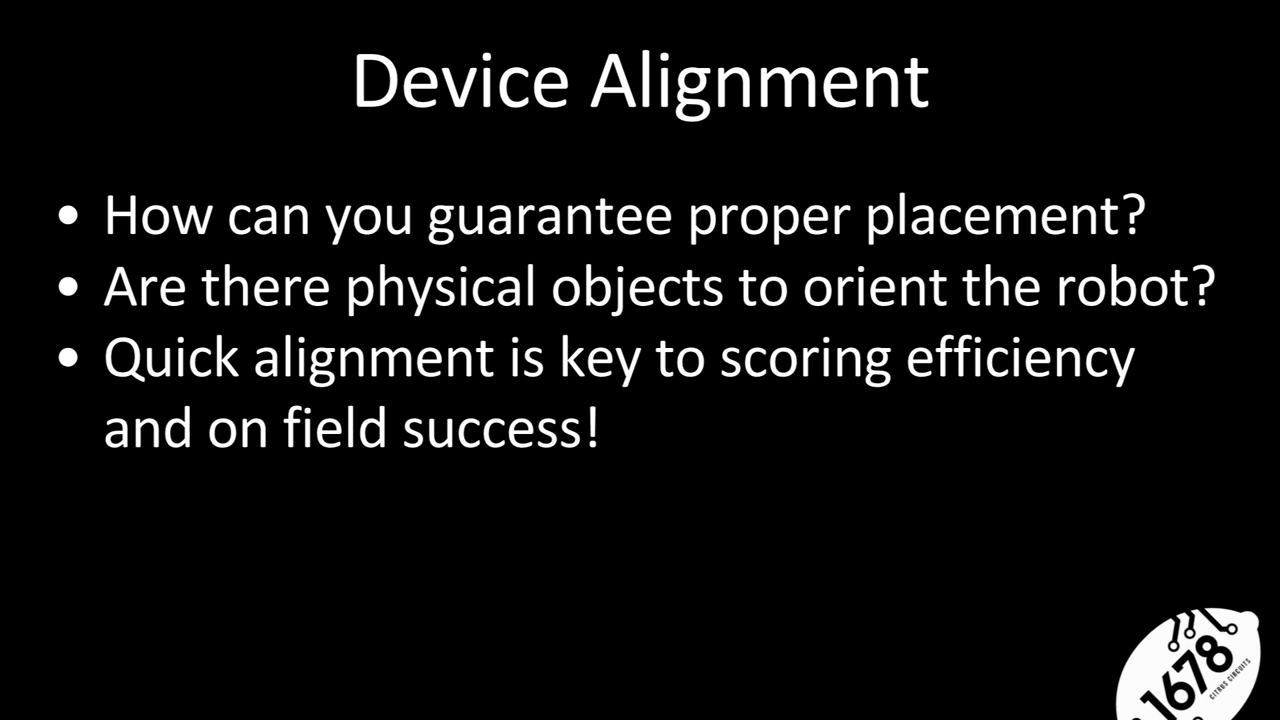 Device Alignment
• How can you guarantee proper placement?
• Are there physical objects to orient the robot?
• Quick alignment is key to scoring efficiency
and on field success!
1678
CITRUS CIRCUITS